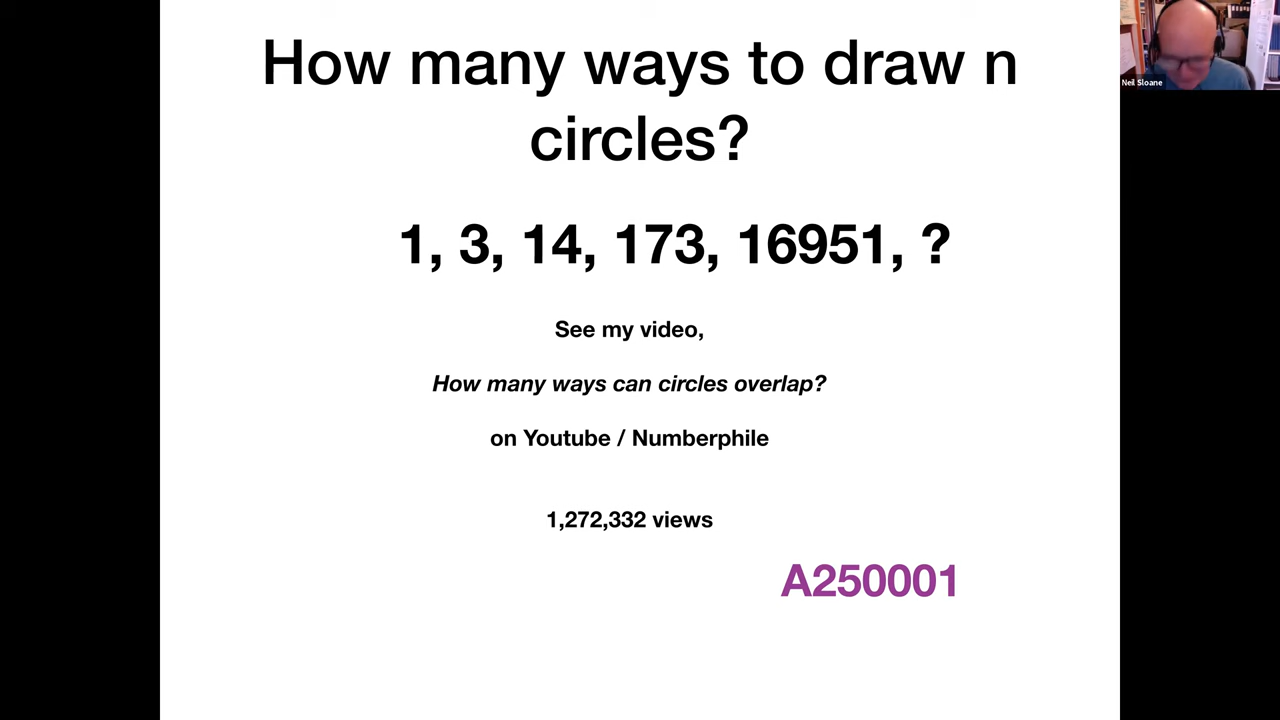 How many ways to draw n
circles?
1, 3, 14, 173, 16951, ?
See my video,
How many ways can circles overlap?
on Youtube / Numberphile
1,272,332 views
A250001
Neil Sloane